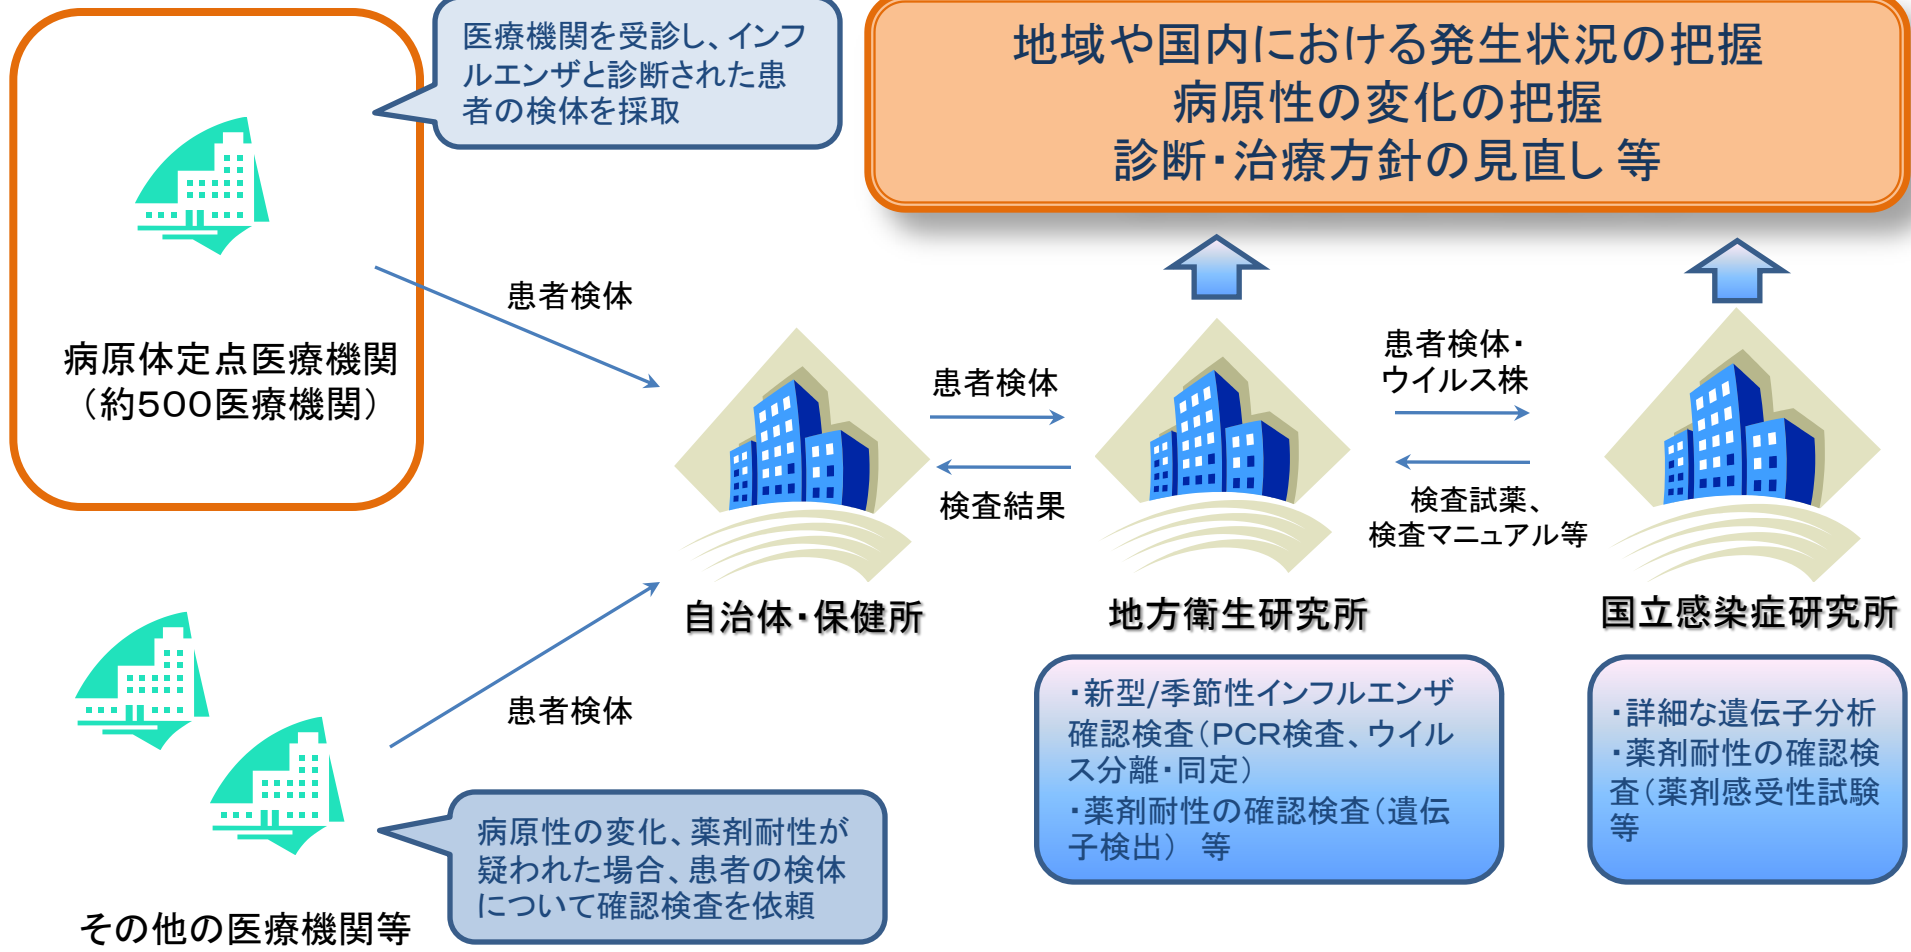 医療機関を受診し、インフ
ルエンザと診断された患
者の検体を採取
地域や国内における発生状況の把握
病原性の変化の把握
診断・治療方針の見直し 等
病原体定点医療機関
（約500医療機関）
患者検体
患者検体
検査結果
患者検体・
ウイルス株
検査試薬、
検査マニュアル等
自治体・保健所
地方衛生研究所
国立感染症研究所
患者検体
・新型/季節性インフルエンザ
確認検査（PCR検査、ウイル
ス分離・同定）
・薬剤耐性の確認検査（遺伝
子検出） 等
・詳細な遺伝子分析
・薬剤耐性の確認検
査（薬剤感受性試験
等
病原性の変化、薬剤耐性が
疑われた場合、患者の検体
について確認検査を依頼
その他の医療機関等